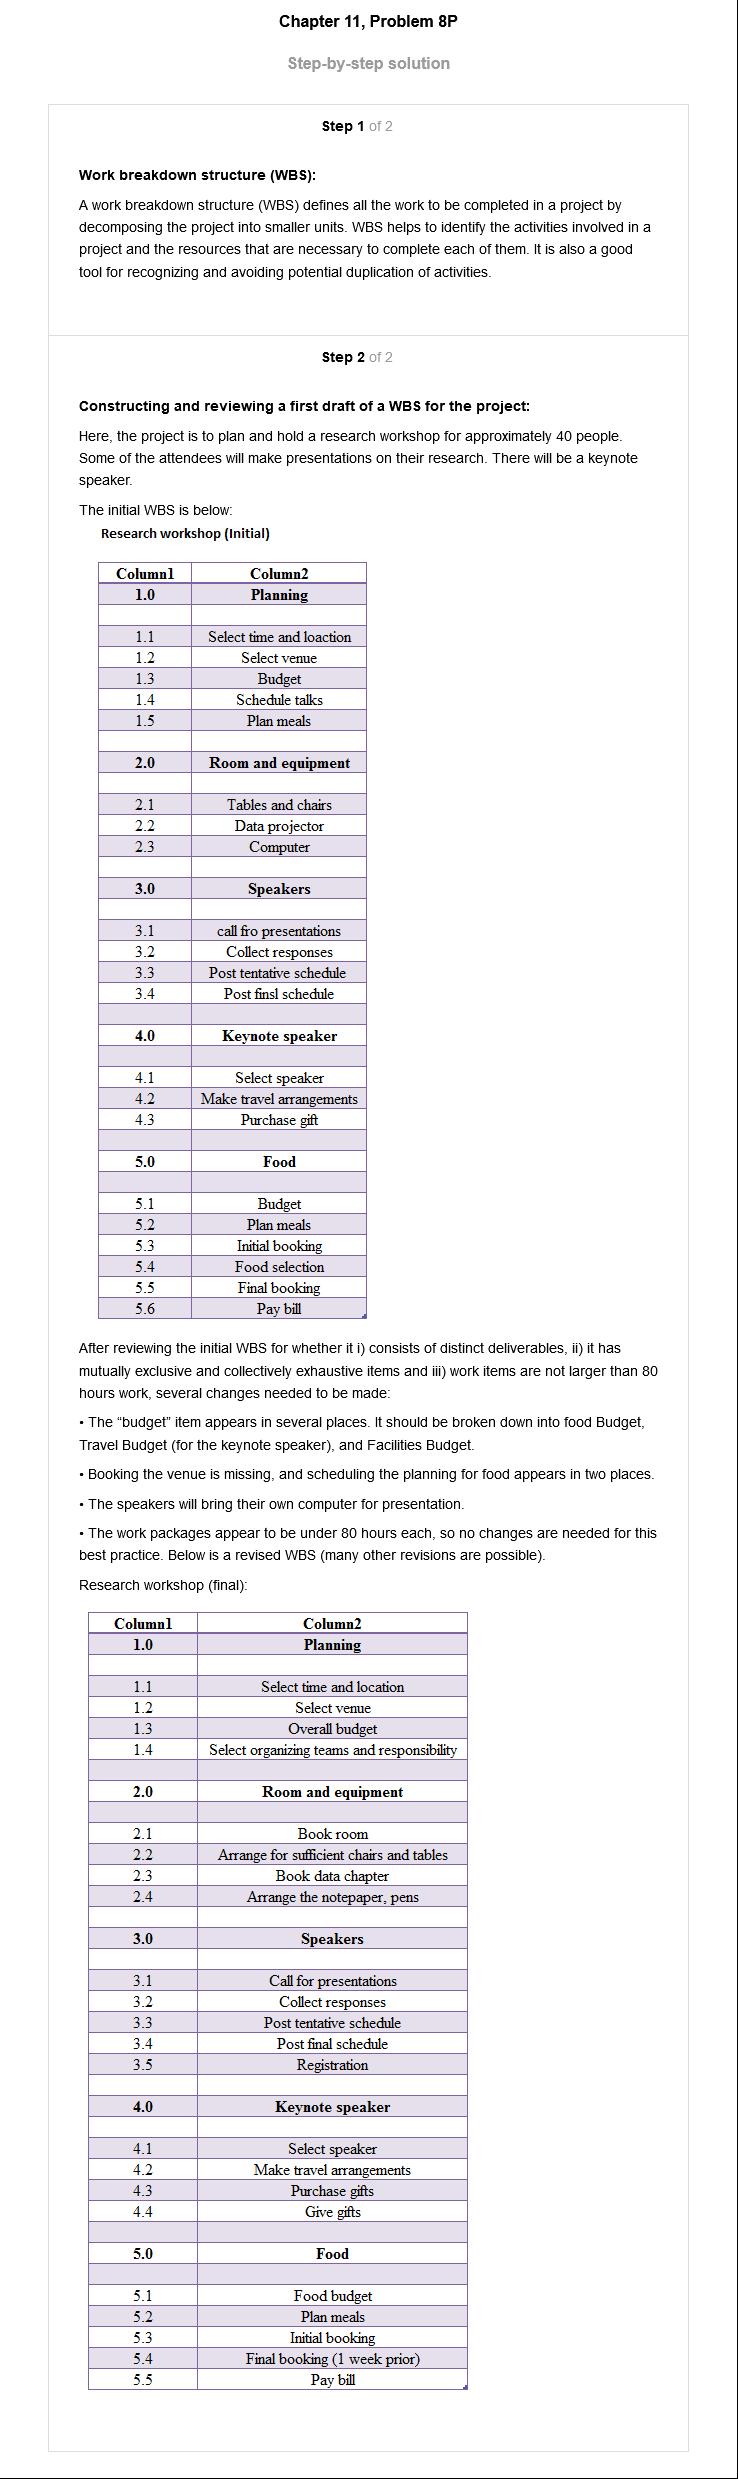 Chapter 11, Problem 8P
Step-by-step solution
Step 1 of 2
Work breakdown structure (WBS):
A work breakdown structure (WBS) defines all the work to be completed in a project by
decomposing the project into smaller units. WBS helps to identify the activities involved in a
project and the resources that are necessary to complete each of them. It is also a good
tool for recognizing and avoiding potential duplication of activities.
Step 2 of 2
Constructing and reviewing a first draft of a WBS for the project:
Here, the project is to plan and hold a research workshop for approximately 40 people.
Some of the attendees will make presentations on their research. There will be a keynote
speaker.
The initial WBS is below:
Research workshop (Initial)
Column1 Column2
1.0 Planning
1.1 Select time and loaction
1.2 Select venue
1.3 Budget
1.4 Schedule talks
1.5 Plan meals
2.0 Room and equipment
2.1 Tables and chairs
2.2 Data projector
2.3 Computer
3.0 Speakers
3.1 call fro presentations
3.2 Collect responses
3.3 Post tentative schedule
3.4 Post finsl schedule
4.0 Keynote speaker
4.1 Select speaker
4.2 Make travel arrangements
4.3 Purchase gift
5.0 Food
5.1 Budget
5.2 Plan meals
5.3 Initial booking
5.4 Food selection
5.5 Final booking
5.6 Pay bill
After reviewing the initial WBS for whether it i) consists of distinct deliverables, ii) it has
mutually exclusive and collectively exhaustive items and iii) work items are not larger than 80
hours work, several changes needed to be made:
• The “budget” item appears in several places. It should be broken down into food Budget,
Travel Budget (for the keynote speaker), and Facilities Budget.
• Booking the venue is missing, and scheduling the planning for food appears in two places.
• The speakers will bring their own computer for presentation.
• The work packages appear to be under 80 hours each, so no changes are needed for this
best practice. Below is a revised WBS (many other revisions are possible).
Research workshop (final):
Column1 Column2
1.0 Planning
1.1 Select time and location
1.2 Select venue
1.3 Overall budget
1.4 Select organizing teams and responsibility
2.0 Room and equipment
2.1 Book room
2.2 Arrange for sufficient chairs and tables
2.3 Book data chapter
2.4 Arrange the notepaper, pens
3.0 Speakers
3.1 Call for presentations
3.2 Collect responses
3.3 Post tentative schedule
3.4 Post final schedule
3.5 Registration
4.0 Keynote speaker
4.1 Select speaker
4.2 Make travel arrangements
4.3 Purchase gifts
4.4 Give gifts
5.0 Food
5.1 Food budget
5.2 Plan meals
5.3 Initial booking
5.4 Final booking (1 week prior)
5.5 Pay bill